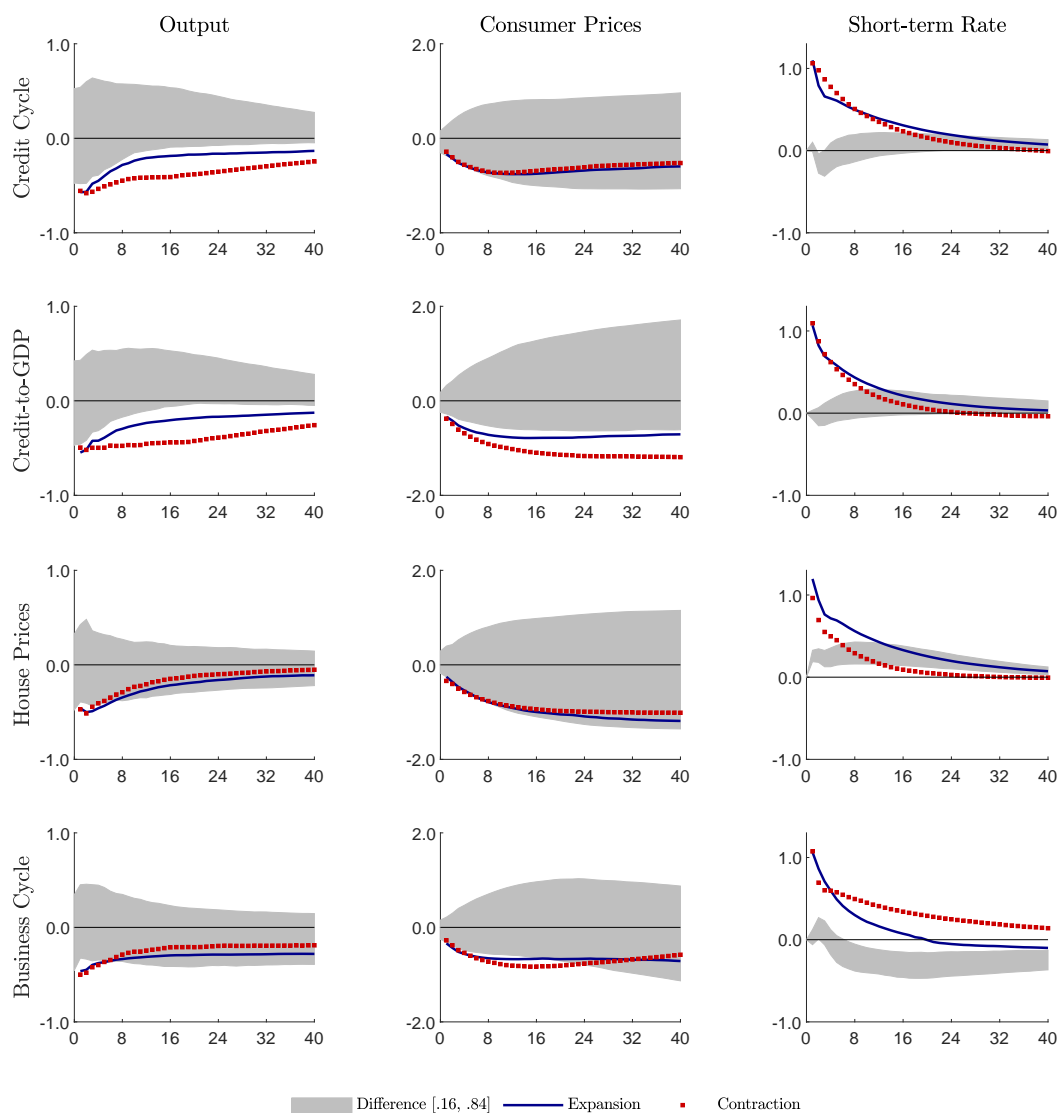 Output Consumer Prices Short-term Rate
Credit Cycle
1.0
0.0
-1.0
0 8 16 24 32 40
2.0
0.0
-2.0
0 8 16 24 32 40
1.0
0.0
-1.0
0 8 16 24 32 40
Credit-to-GDP
1.0
0.0
-1.0
0 8 16 24 32 40
2.0
0.0
-2.0
0 8 16 24 32 40
1.0
0.0
-1.0
0 8 16 24 32 40
House Prices
1.0
0.0
-1.0
0 8 16 24 32 40
2.0
0.0
-2.0
0 8 16 24 32 40
1.0
0.0
-1.0
0 8 16 24 32 40
Business Cycle
1.0
0.0
-1.0
0 8 16 24 32 40
2.0
0.0
-2.0
0 8 16 24 32 40
1.0
0.0
-1.0
0 8 16 24 32 40
Difference [.16, .84] Expansion Contraction